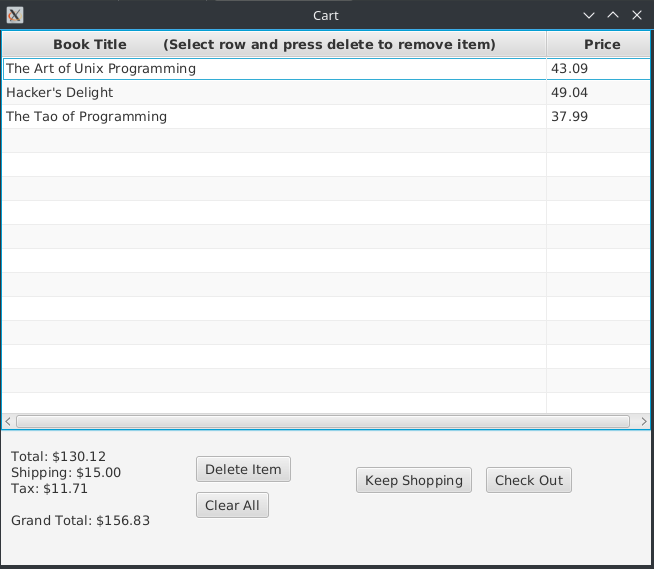 Cart
Book Title (Select row and press delete to remove item) Price
The Art of Unix Programming 43.09
Hacker's Delight 49.04
The Tao of Programming 37.99
Total: $130.12
Shipping: $15.00
Tax: $11.71
Grand Total: $156.83
Delete Item
Clear All
Keep Shopping
Check Out